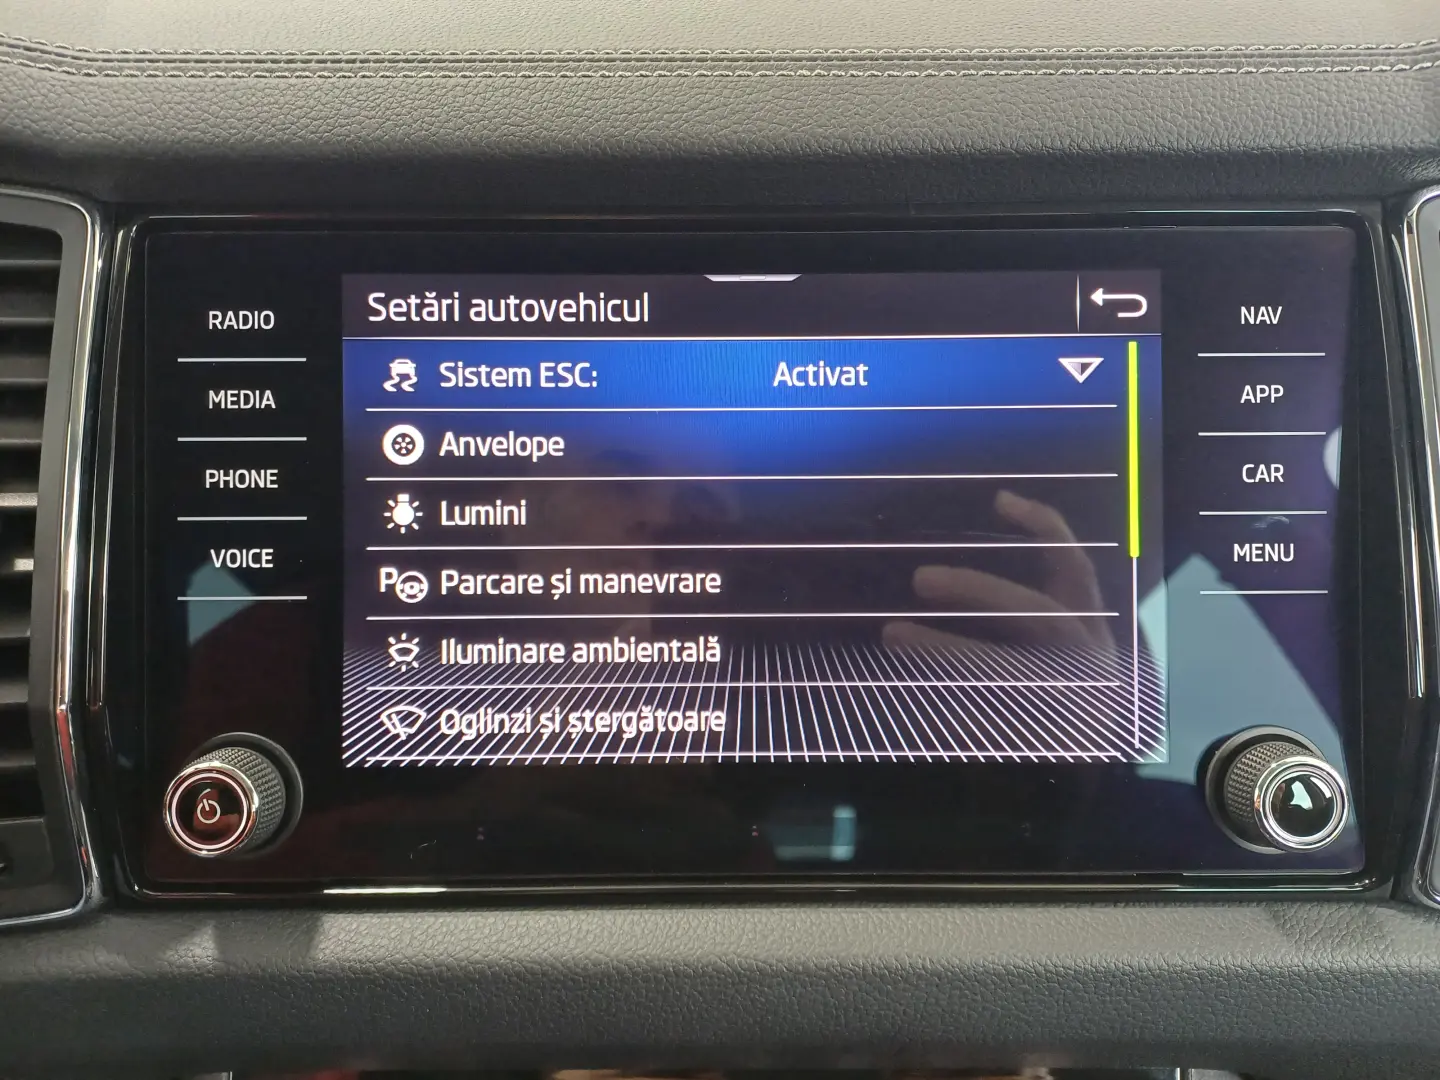 RADIO
MEDIA
PHONE
VOICE
Setări autovehicul
Sistem ESC: Activat
Anvelope
Lumini
P Parcare și manevrare
Iluminare ambientală
Oglinzi și ștergătoare
NAV
APP
CAR
MENU